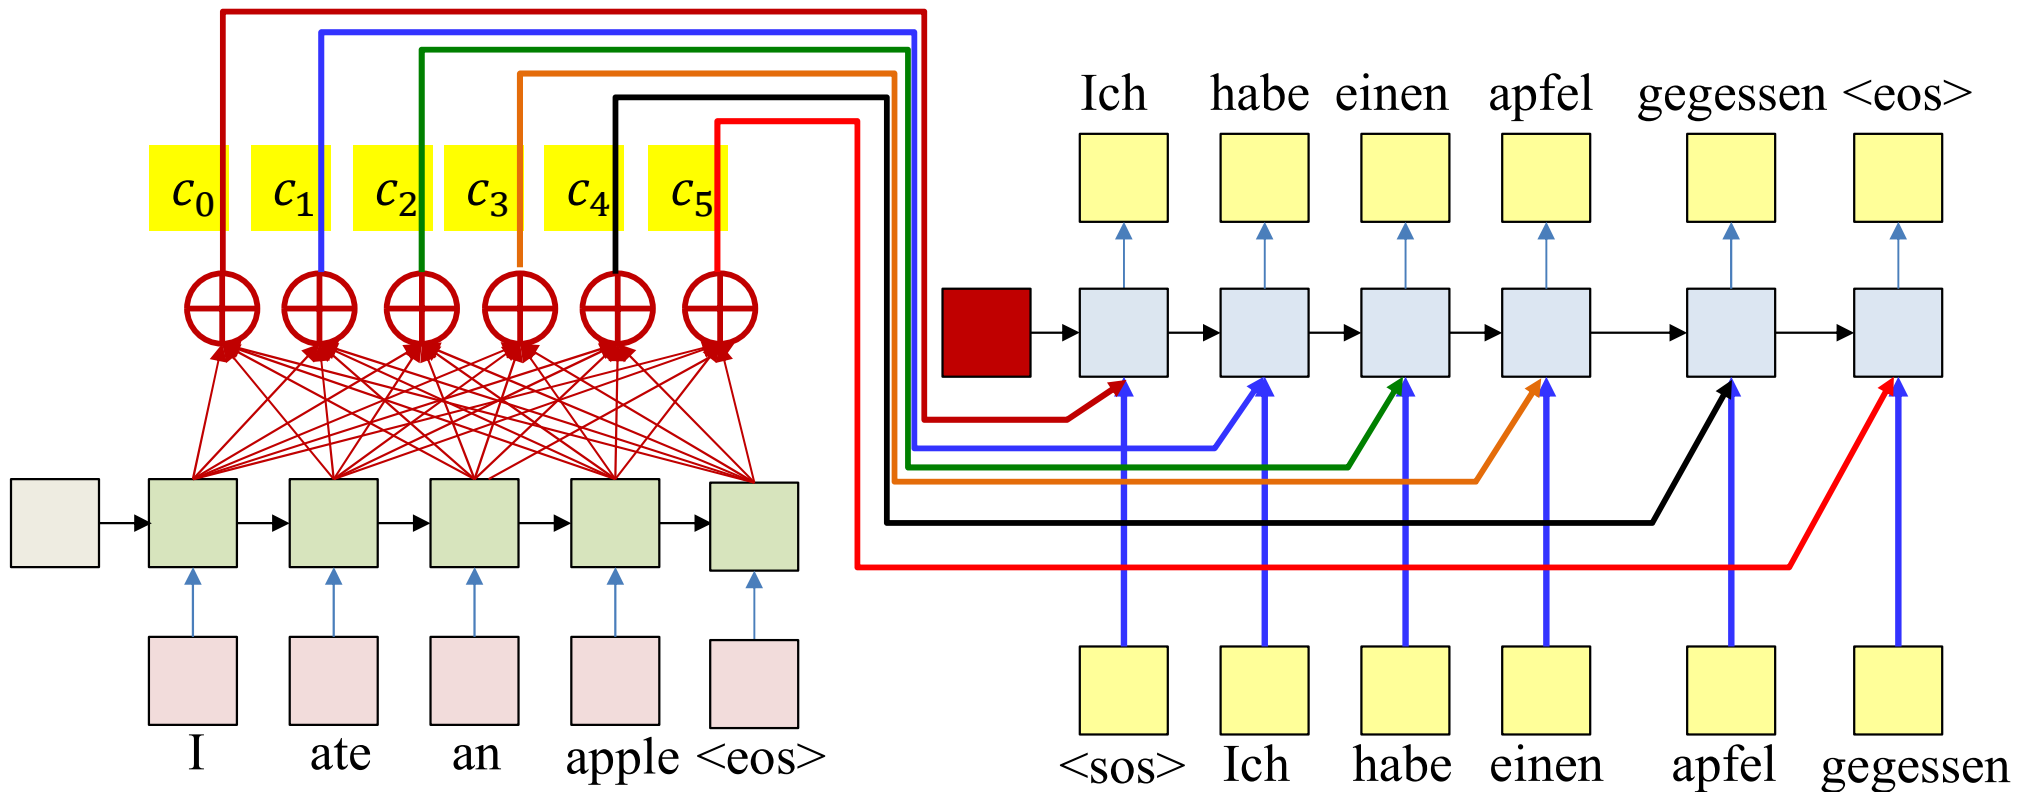 Ich habe einen apfel gegessen <eos>
c0 c1 c2 c3 c4 c5
I ate an apple <eos>
<sos> Ich habe einen apfel gegessen